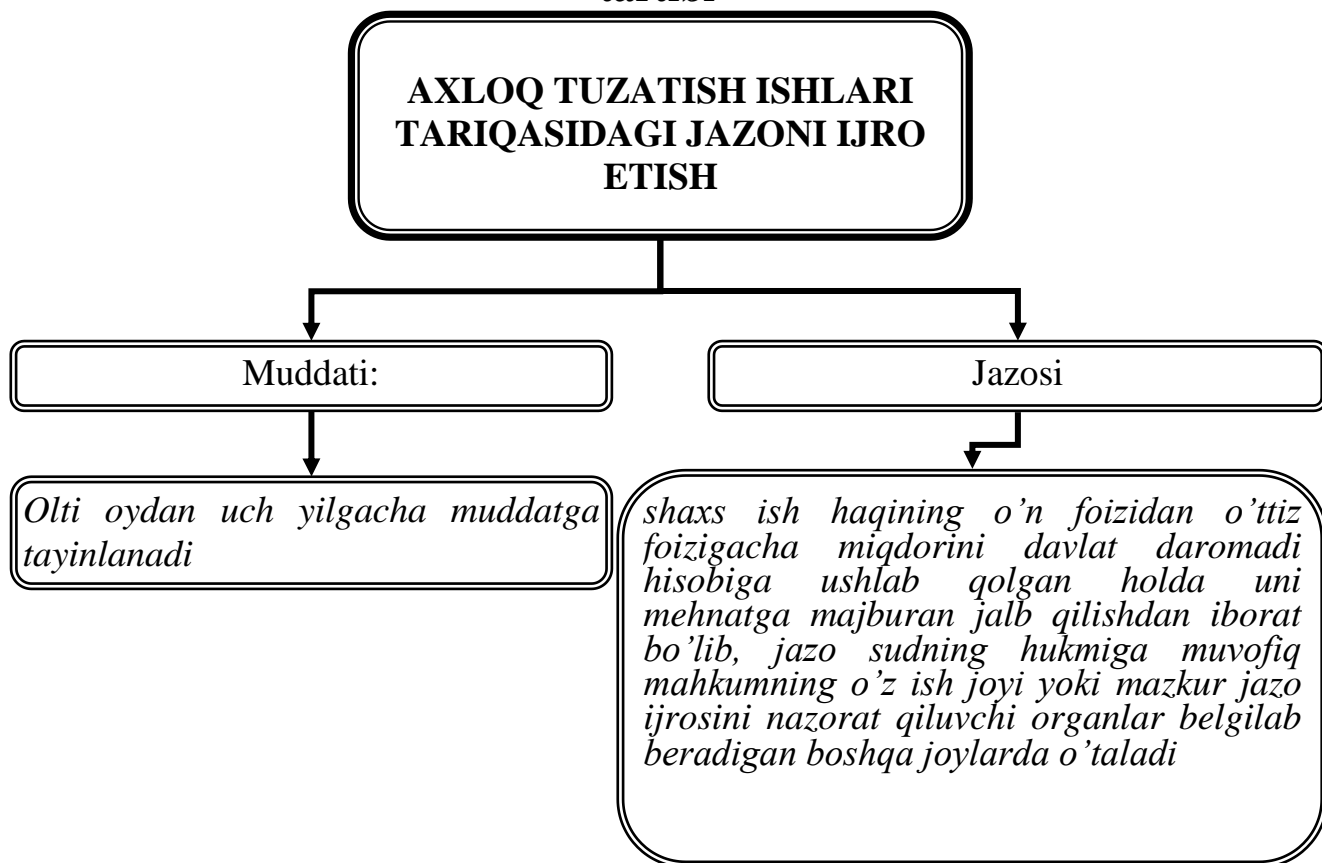 AXLOQ TUZATISH ISHLARI
TARIQASIDAGI JAZONI IJRO
ETISH
Muddati:
Jazosi
Olti oydan uch yilgacha muddatga
tayinlanadi
shaxs ish haqining o’n foizidan o’ttiz
foizigacha miqdorini davlat daromadi
hisobiga ushlab qolgan holda uni
mehnatga majburan jalb qilishdan iborat
bo’lib, jazo sudning hukmiga muvofiq
mahkumning o’z ish joyi yoki mazkur jazo
ijrosini nazorat qiluvchi organlar belgilab
beradigan boshqa joylarda o’taladi